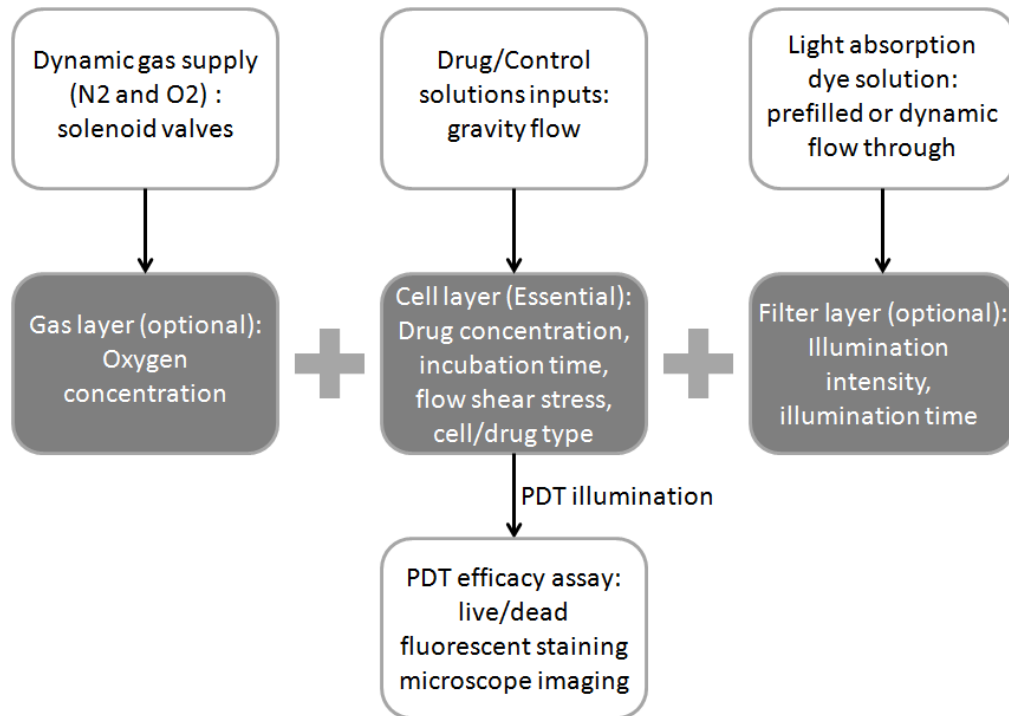 Dynamic gas supply
(N2 and O2) :
solenoid valves
Drug/Control
solutions inputs:
gravity flow
Light absorption
dye solution:
prefilled or dynamic
flow through
Gas layer (optional):
Oxygen
concentration
Cell layer (Essential):
Drug concentration,
incubation time,
flow shear stress,
cell/drug type
Filter layer (optional):
Illumination
intensity,
illumination time
PDT illumination
PDT efficacy assay:
live/dead
fluorescent staining
microscope imaging